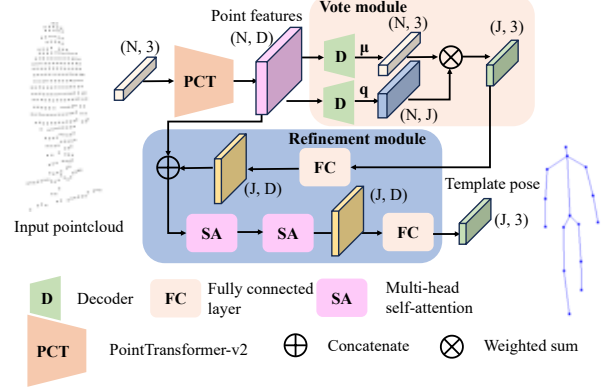 Point features
Vote module
(N, 3)
(N, D)
(J, 3)
D
μ
PCT
D
q
(N, J)
Refinement module
FC
(J, D)
(J, D)
Template pose
(J, 3)
Input pointcloud
SA
SA
FC
D
Decoder
FC
Fully connected
layer
SA
Multi-head
self-attention
PCT
PointTransformer-v2
Concatenate
Weighted sum